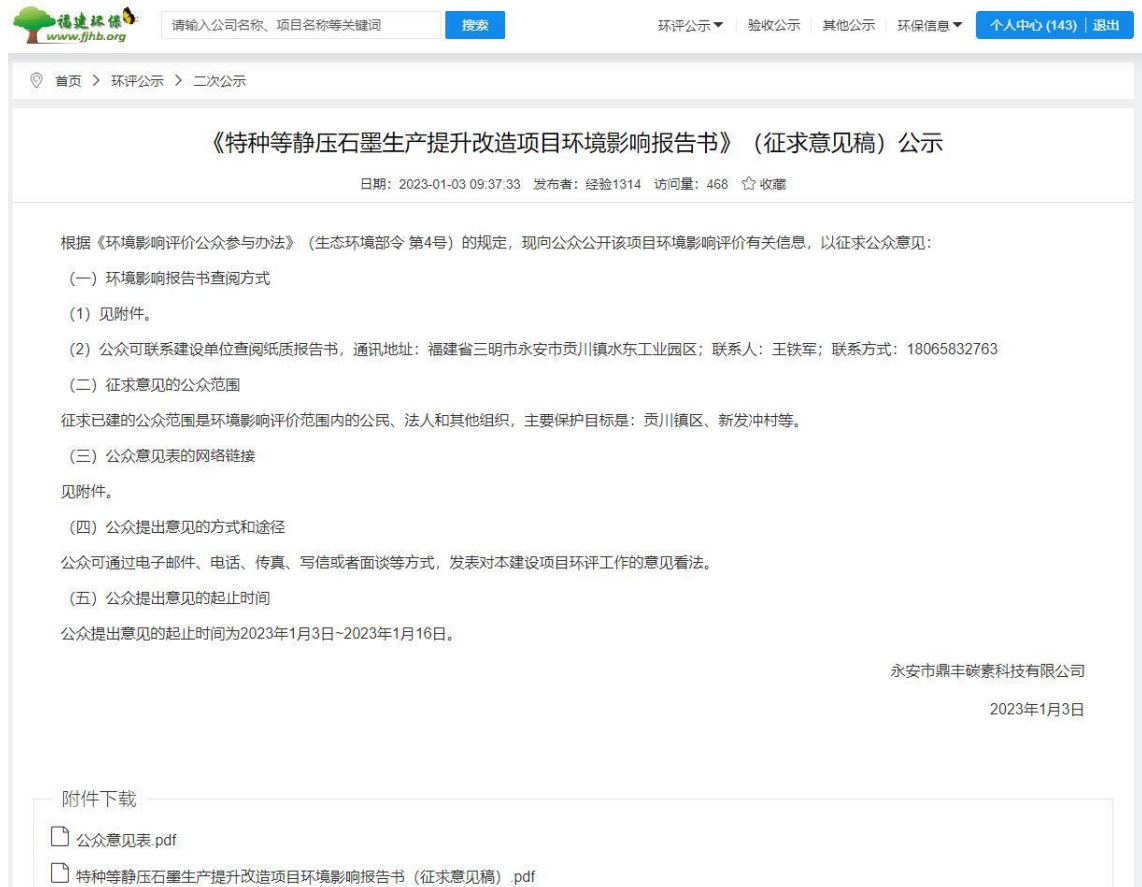 福建环保
www.fjhb.org
请输入公司名称、项目名称等关键词
搜索
环评公示
验收公示
其他公示
环保信息
个人中心 (143)
退出
首页 > 环评公示 > 二次公示
《特种等静压石墨生产提升改造项目环境影响报告书》（征求意见稿）公示
日期：2023-01-03 09:37:33 发布者：经验1314 访问量：468 收藏
根据《环境影响评价公众参与办法》（生态环境部令 第4号）的规定，现向公众公开该项目环境影响评价有关信息，以征求公众意见：
（一）环境影响报告书查阅方式
（1）见附件。
（2）公众可联系建设单位查阅纸质报告书，通讯地址：福建省三明市永安市贡川镇水东工业园区；联系人：王铁军；联系方式：18065832763
（二）征求意见的公众范围
征求已建的公众范围是环境影响评价范围内的公民、法人和其他组织，主要保护目标是：贡川镇区、新发冲村等。
（三）公众意见表的网络链接
见附件。
（四）公众提出意见的方式和途径
公众可通过电子邮件、电话、传真、写信或者面谈等方式，发表对本建设项目环评工作的意见看法。
（五）公众提出意见的起止时间
公众提出意见的起止时间为2023年1月3日~2023年1月16日。
永安市鼎丰碳素科技有限公司
2023年1月3日
附件下载
公众意见表.pdf
特种等静压石墨生产提升改造项目环境影响报告书（征求意见稿）.pdf